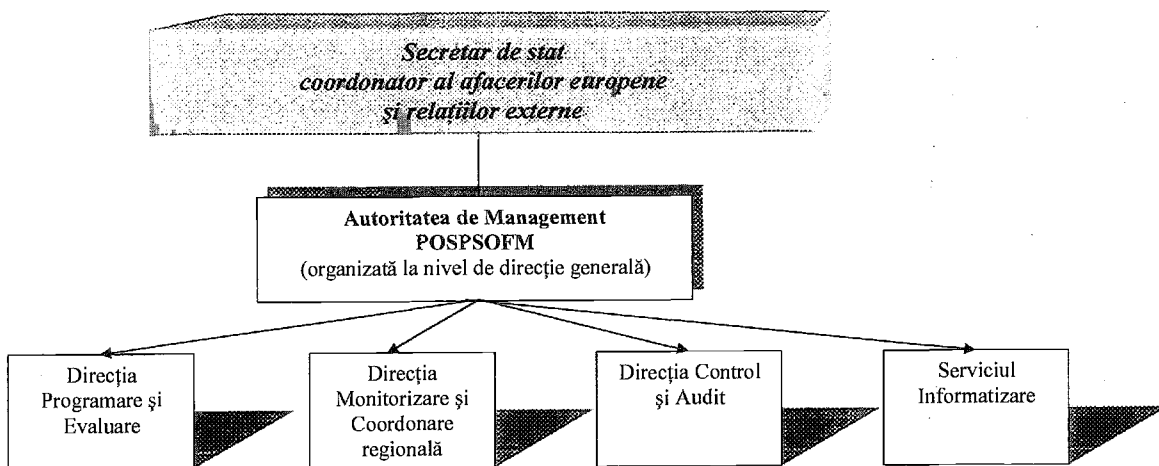 Secretar de stat
coordonator al afacerilor europene
şi relaţiilor externe
Autoritatea de Management
POSPSOFM
(organizată la nivel de direcţie generală)
Direcţia
Programare şi
Evaluare
Direcţia
Monitorizare şi
Coordonare
regională
Direcţia Control
şi Audit
Serviciul
Informatizare